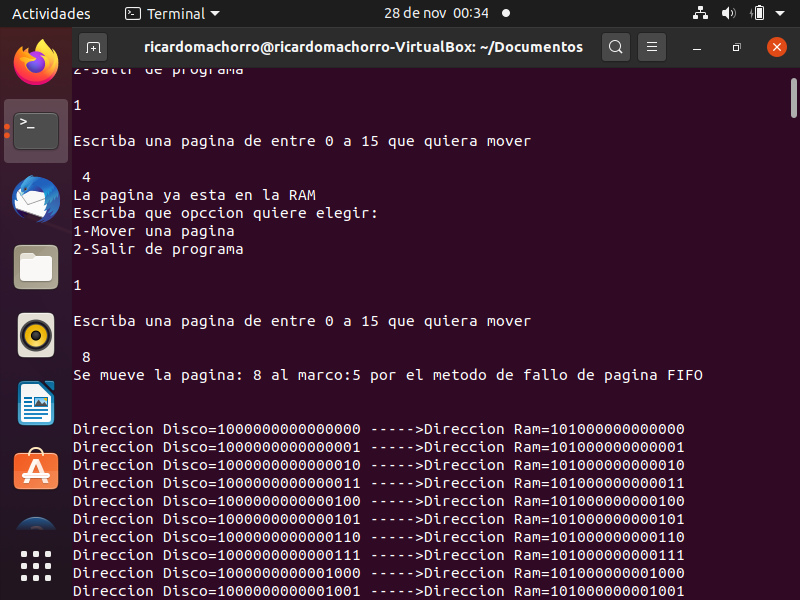 Actividades Terminal 28 de nov 00:34
ricardomachorro@ricardomachorro-VirtualBox: ~/Documentos
2-Salir de programa
1
Escriba una pagina de entre 0 a 15 que quiera mover
4
La pagina ya esta en la RAM
Escriba que opccion quiere elegir:
1-Mover una pagina
2-Salir de programa
1
Escriba una pagina de entre 0 a 15 que quiera mover
8
Se mueve la pagina: 8 al marco:5 por el metodo de fallo de pagina FIFO
Direccion Disco=1000000000000000 ----->Direccion Ram=101000000000000
Direccion Disco=1000000000000001 ----->Direccion Ram=101000000000001
Direccion Disco=1000000000000010 ----->Direccion Ram=101000000000010
Direccion Disco=1000000000000011 ----->Direccion Ram=101000000000011
Direccion Disco=1000000000000100 ----->Direccion Ram=101000000000100
Direccion Disco=1000000000000101 ----->Direccion Ram=101000000000101
Direccion Disco=1000000000000110 ----->Direccion Ram=101000000000110
Direccion Disco=1000000000000111 ----->Direccion Ram=101000000000111
Direccion Disco=1000000000001000 ----->Direccion Ram=101000000001000
Direccion Disco=1000000000001001 ----->Direccion Ram=101000000001001